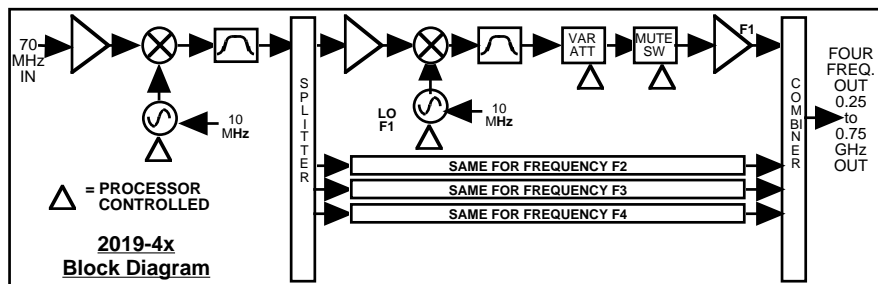 70
MHz
IN
10
MHz
= PROCESSOR
CONTROLLED
2019-4x
Block Diagram
SPLITTER
LO
F1
10
MHz
VAR
ATT
MUTE
SW
F1
SAME FOR FREQUENCY F2
SAME FOR FREQUENCY F3
SAME FOR FREQUENCY F4
COMBINER
FOUR
FREQ.
OUT
0.25
to
0.75
GHz
OUT